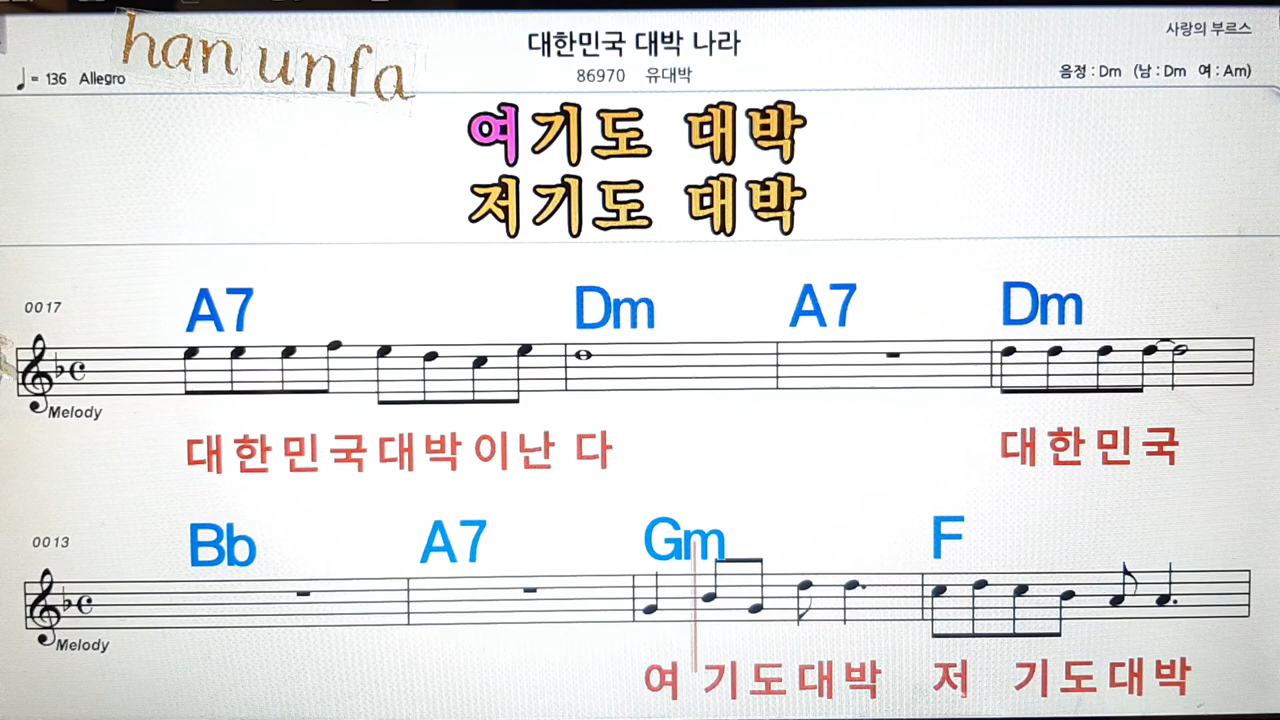 han unfa
대한민국 대박 나라
사랑의 부르스
♩= 136 Allegro
86970 유대박
음정 : Dm (남 : Dm 여 : Am)
여기도 대박
저기도 대박
0017
A7 Dm A7 Dm
Melody
대한민국대박이난 다 대한민국
0013
Bb A7 Gm F
Melody
여 기도대박 저 기도대박